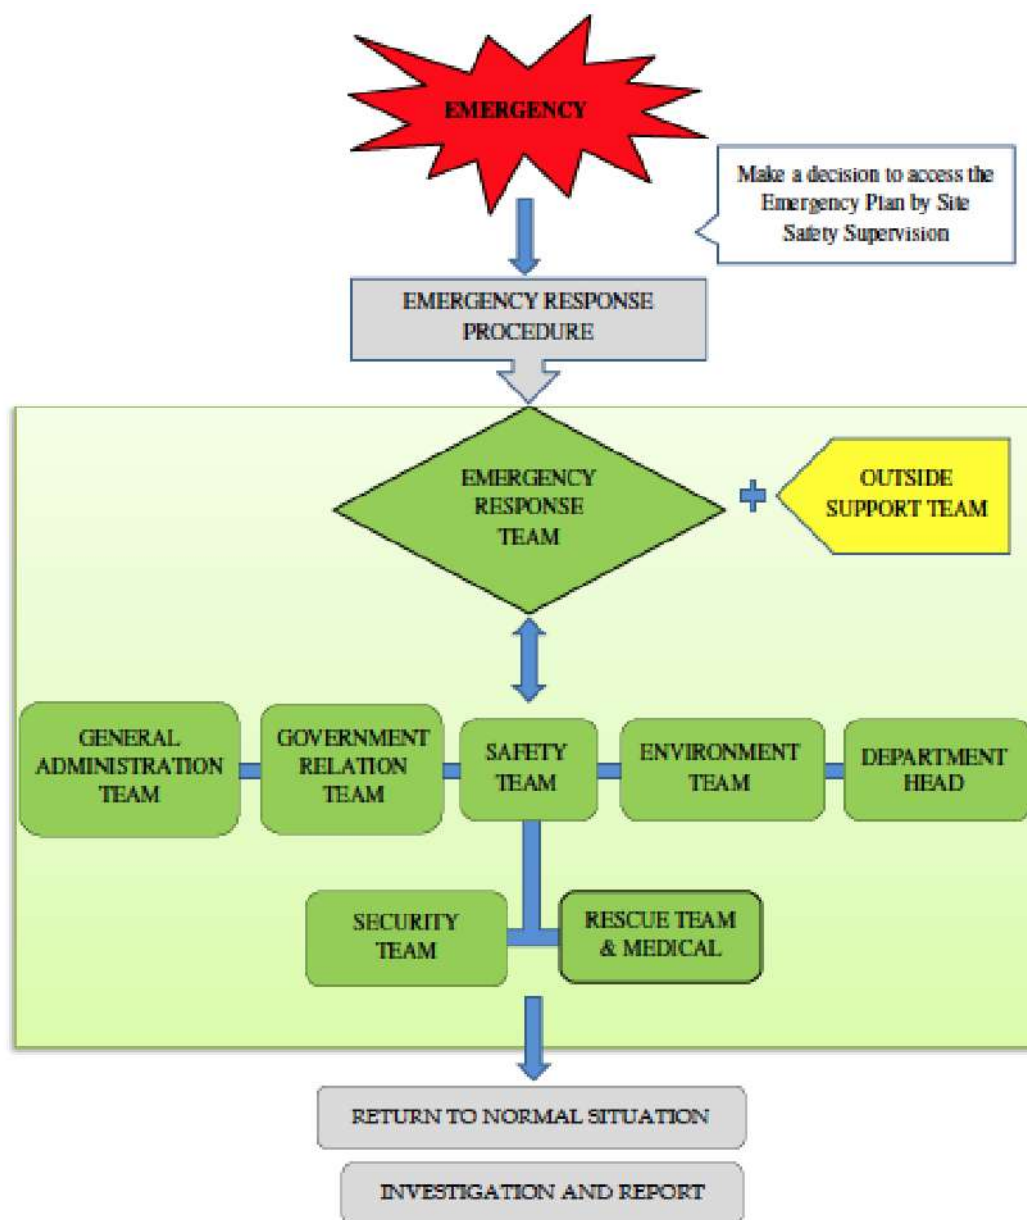 EMERGENCY
Make a decision to access the
Emergency Plan by Site
Safety Supervision
EMERGENCY RESPONSE
PROCEDURE
EMERGENCY
RESPONSE
TEAM
OUTSIDE
SUPPORT TEAM
GENERAL
ADMINISTRATION
TEAM
GOVERNMENT
RELATION
TEAM
SAFETY
TEAM
ENVIRONMENT
TEAM
DEPARTMENT
HEAD
SECURITY
TEAM
RESCUE TEAM
& MEDICAL
RETURN TO NORMAL SITUATION
INVESTIGATION AND REPORT